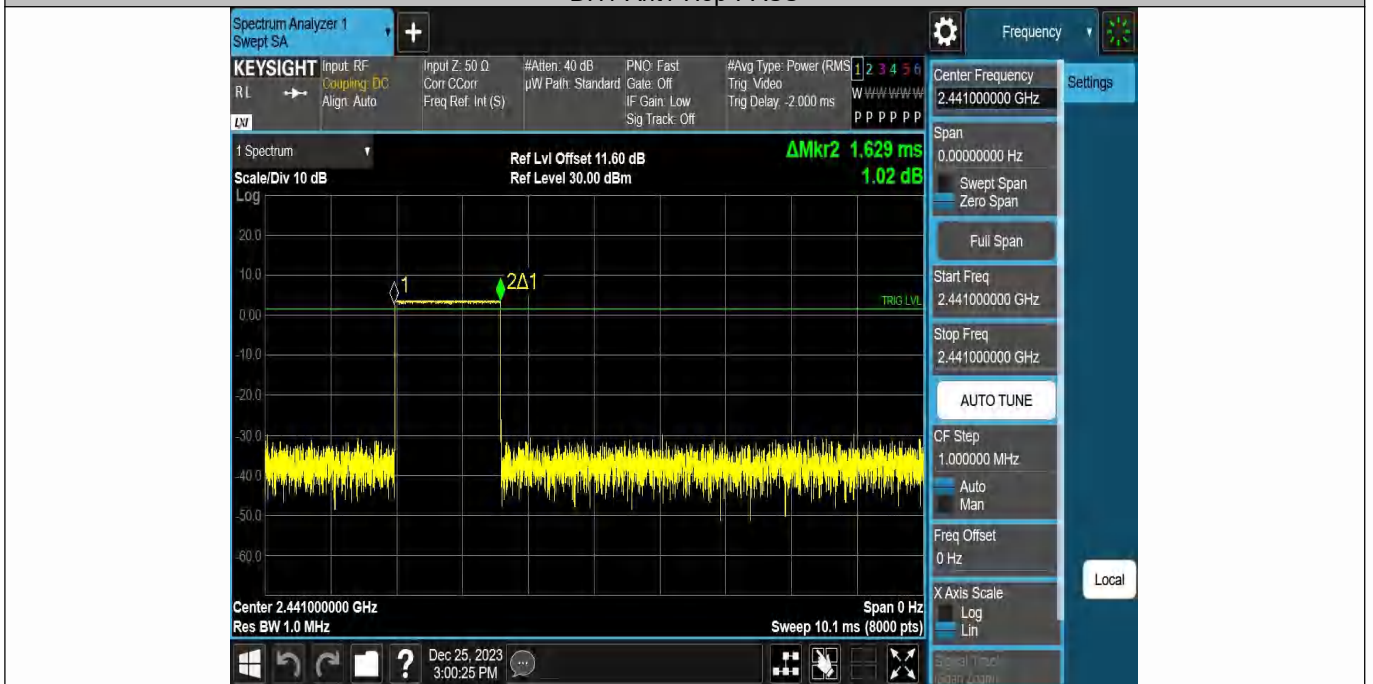 Spectrum Analyzer 1
Swept SA
+
Frequency
KEYSIGHT
RL
LXI
Input: RF
Coupling: DC
Align: Auto
Input Z: 50 Ω
Corr CCorr
Freq Ref: Int (S)
#Atten: 40 dB
µW Path: Standard
PNO: Fast
Gate: Off
IF Gain: Low
Sig Track: Off
#Avg Type: Power (RMS
Trig: Video
Trig Delay: -2.000 ms
1 2 3 4 5 6
W W W W W W
P P P P P P
Center Frequency
2.441000000 GHz
Settings
1 Spectrum
Ref Lvl Offset 11.60 dB
ΔMkr2 1.629 ms
Scale/Div 10 dB
Ref Level 30.00 dBm
1.02 dB
Span
0.00000000 Hz
Swept Span
Zero Span
Log
20.0
10.0
0.00
-10.0
-20.0
-30.0
-40.0
-50.0
-60.0
1
2Δ1
TRIG LVL
Full Span
Start Freq
2.441000000 GHz
Stop Freq
2.441000000 GHz
AUTO TUNE
CF Step
1.000000 MHz
Auto
Man
Freq Offset
0 Hz
X Axis Scale
Log
Lin
Local
Center 2.441000000 GHz
Span 0 Hz
Res BW 1.0 MHz
Sweep 10.1 ms (8000 pts)
?
Dec 25, 2023
3:00:25 PM
Signal Track
(Span Zoom)